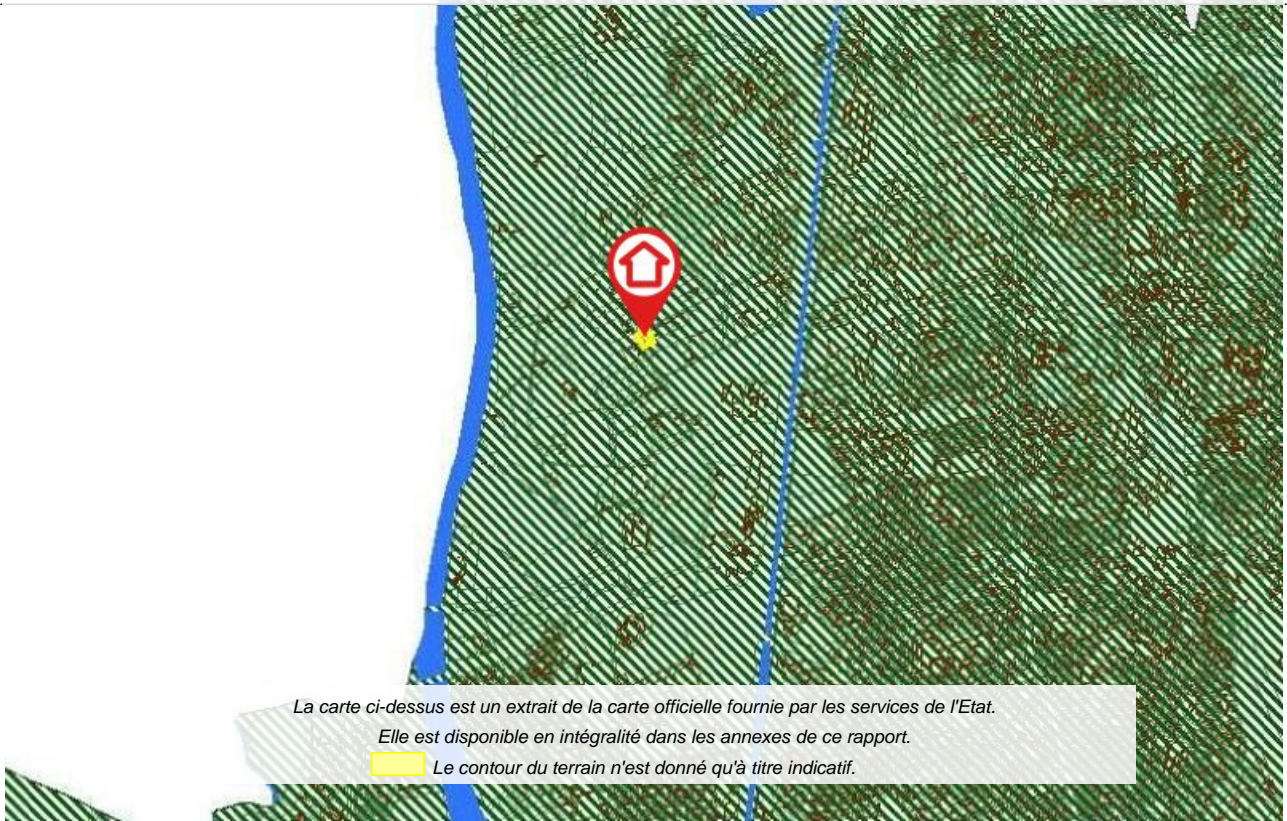 La carte ci-dessus est un extrait de la carte officielle fournie par les services de l'Etat.
Elle est disponible en intégralité dans les annexes de ce rapport.
Le contour du terrain n'est donné qu'à titre indicatif.